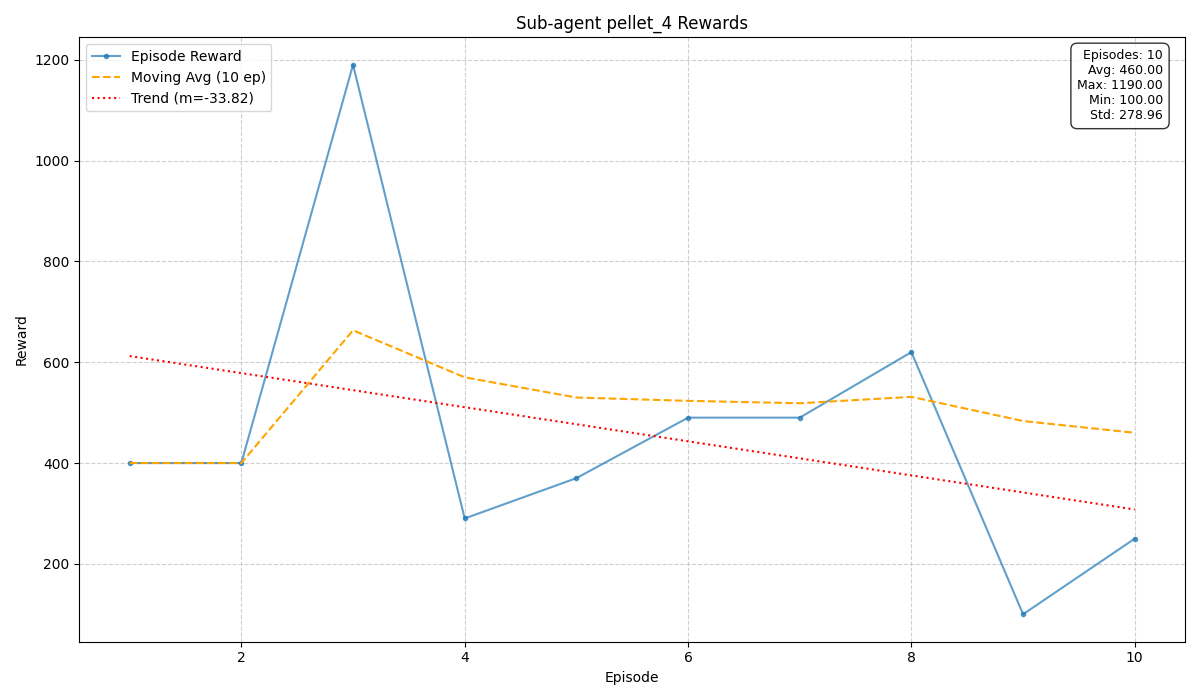 Sub-agent pellet_4 Rewards
Episode Reward
Moving Avg (10 ep)
Trend (m=-33.82)
Episodes: 10
Avg: 460.00
Max: 1190.00
Min: 100.00
Std: 278.96
1200
1000
800
600
400
200
Reward
2
4
6
8
10
Episode